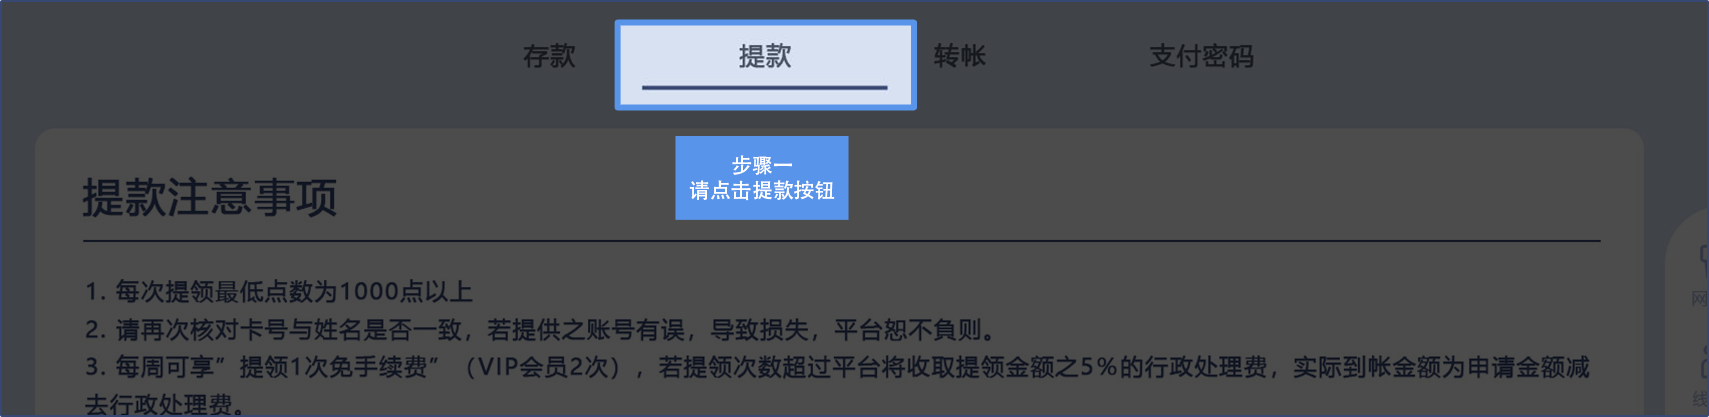 存款 提款 转帐 支付密码
步骤一
请点击提款按钮
提款注意事项
1. 每次提领最低点数为1000点以上
2. 请再次核对卡号与姓名是否一致，若提供之账号有误，导致损失，平台恕不負则。
3. 每周可享”提领1次免手续费”（VIP会员2次），若提领次数超过平台将收取提领金额之5%的行政处理费，实际到帐金额为申请金额减
去行政处理费。
网
线